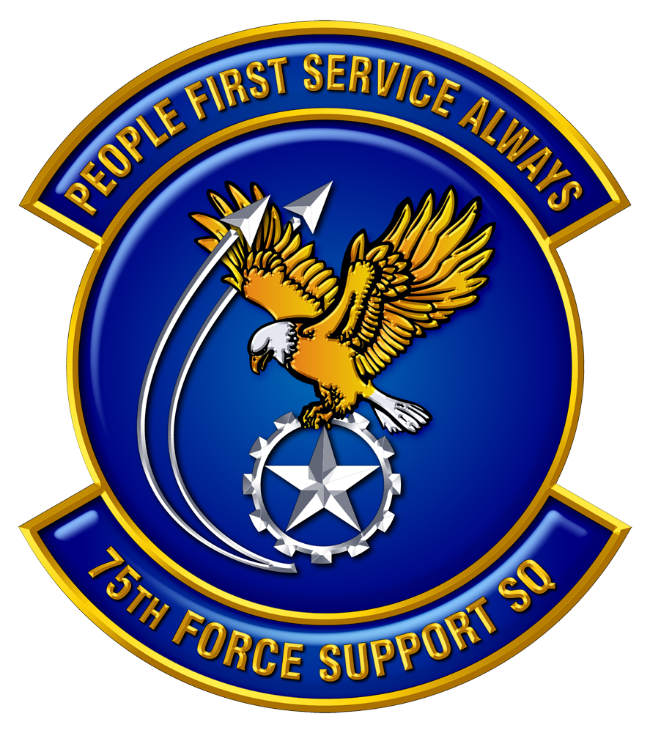 PEOPLE FIRST SERVICE ALWAYS
75TH FORCE SUPPORT SQ